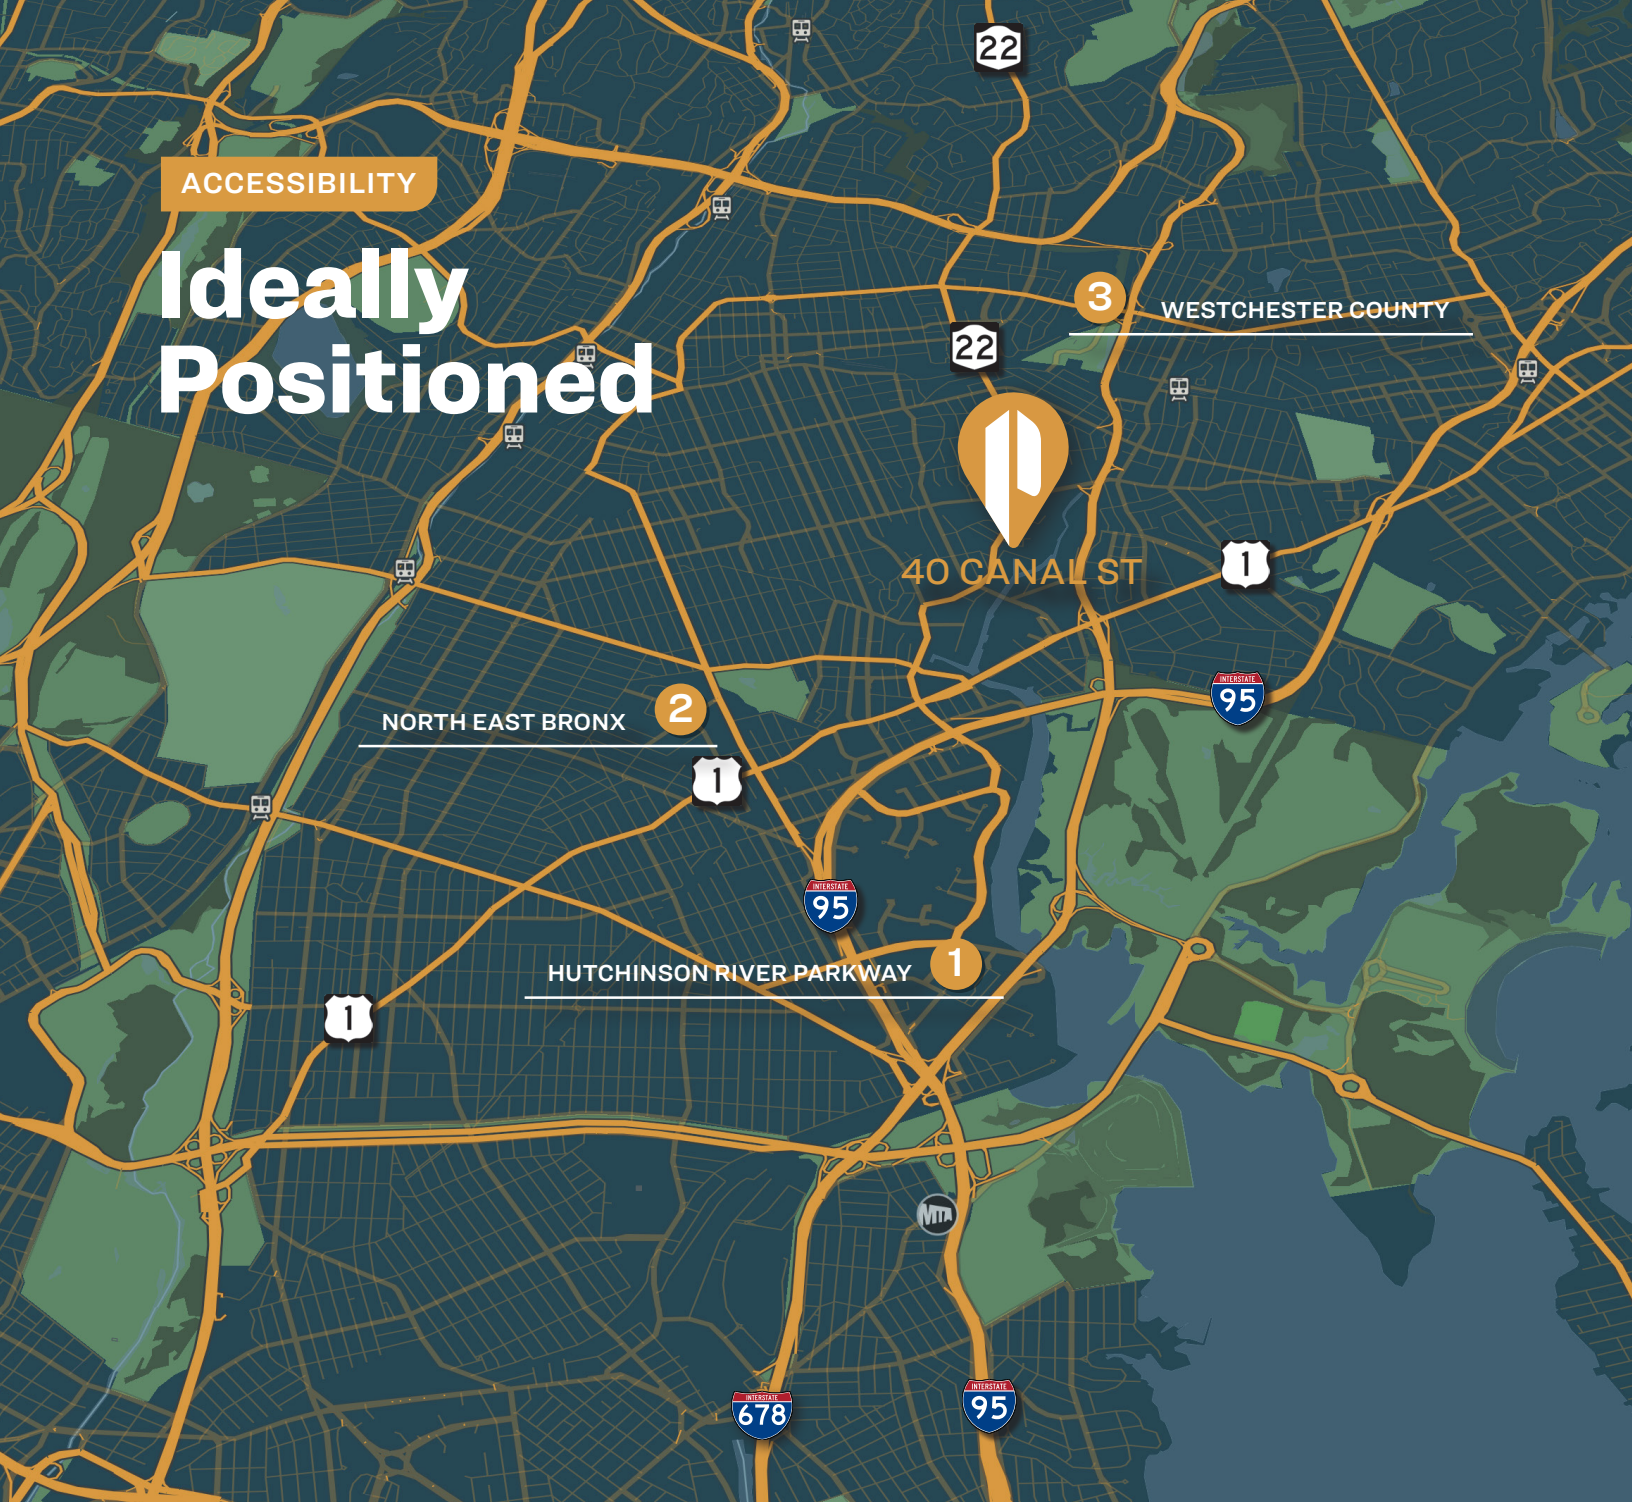 22
ACCESSIBILITY
Ideally
Positioned
3
WESTCHESTER COUNTY
22
40 CANAL ST
1
INTERSTATE
95
2
NORTH EAST BRONX
1
INTERSTATE
95
1
HUTCHINSON RIVER PARKWAY
1
MTA
INTERSTATE
678
INTERSTATE
95